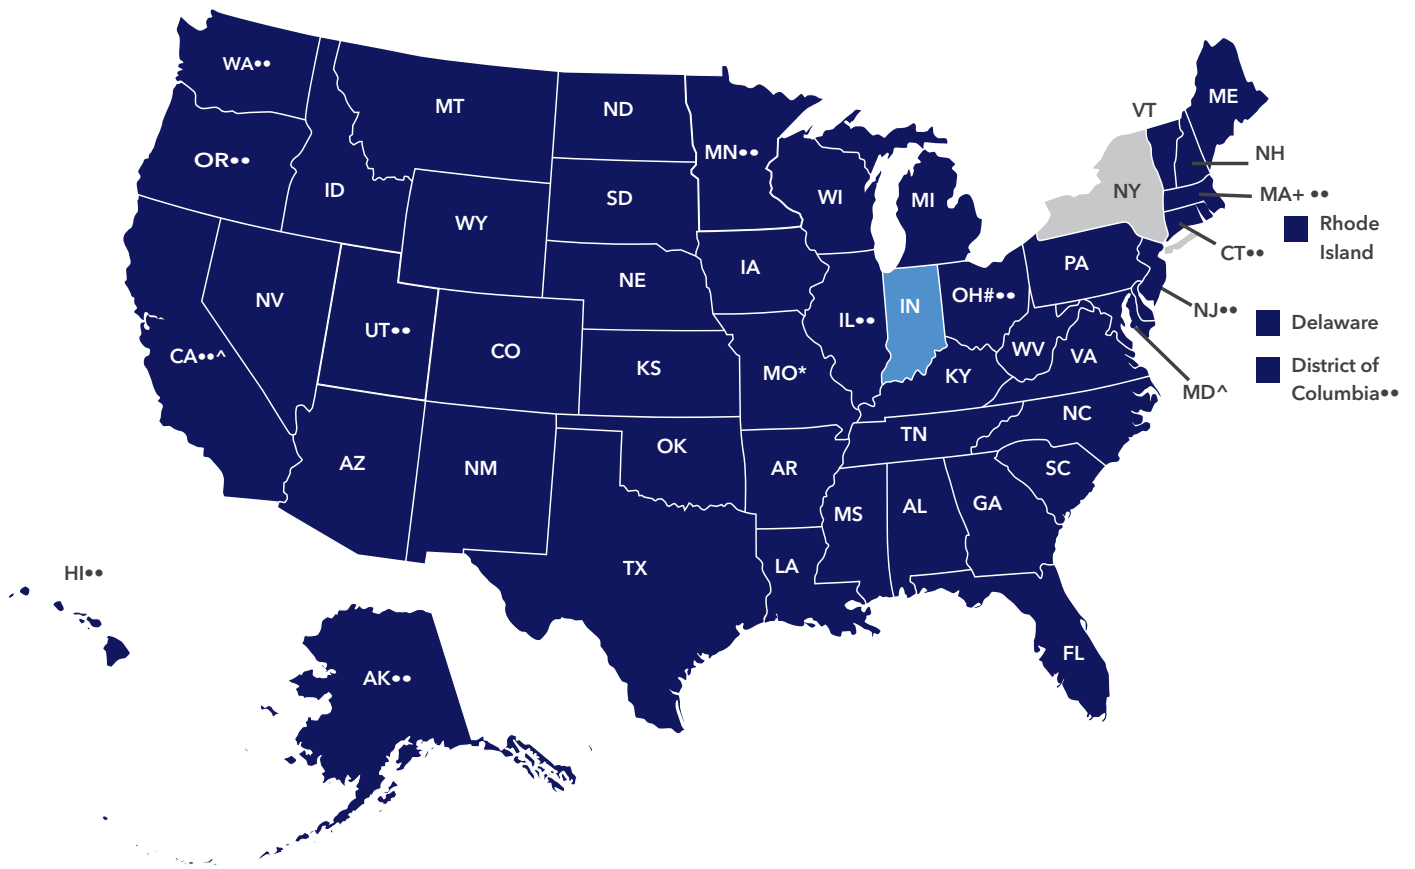 WA••
MT
ND
MN••
ME
VT
NH
OR••
ID
SD
WI
MI
NY
MA+ ••
WY
Rhode
Island
CT••
IA
PA
NE
NV
OH#••
IN
NJ••
IL••
UT••
Delaware
CO
WV
VA
CA••^
KS
MO*
KY
District of
Columbia••
MD^
NC
TN
OK
AZ
NM
AR
SC
MS
AL
GA
TX
LA
HI••
FL
AK••